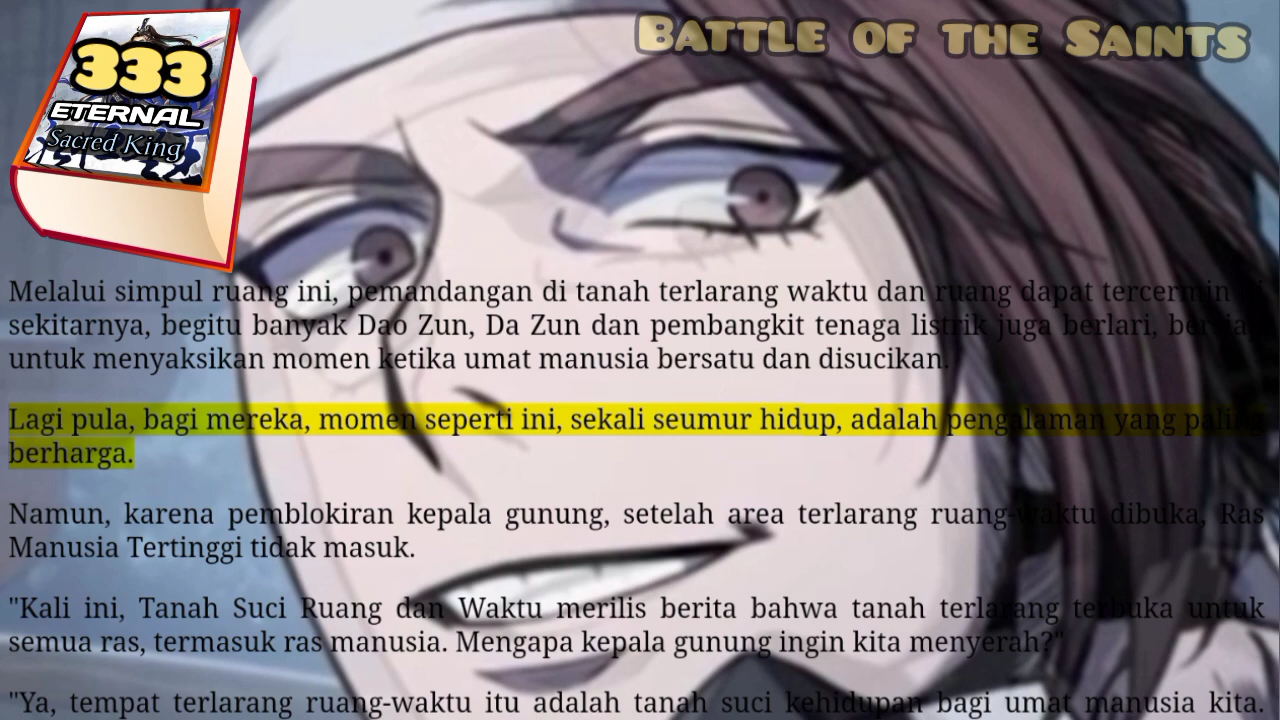 BATTLE OF THE SAINTS
333
ETERNAL
Sacred King
Melalui simpul ruang ini, pemandangan di tanah terlarang waktu dan ruang dapat tercermin
sekitarnya, begitu banyak Dao Zun, Da Zun dan pembangkit tenaga listrik juga berlari,
untuk menyaksikan momen ketika umat manusia bersatu dan disucikan.
Lagi pula, bagi mereka, momen seperti ini, sekali seumur hidup, adalah pengalaman yang paling
berharga.
Namun, karena pemblokiran kepala gunung, setelah area terlarang ruang-waktu dibuka, Ras
Manusia Tertinggi tidak masuk.
"Kali ini, Tanah Suci Ruang dan Waktu merilis berita bahwa tanah terlarang terbuka untuk
semua ras, termasuk ras manusia. Mengapa kepala gunung ingin kita menyerah?"
"Ya, tempat terlarang ruang-waktu itu adalah tanah suci kehidupan bagi umat manusia kita.